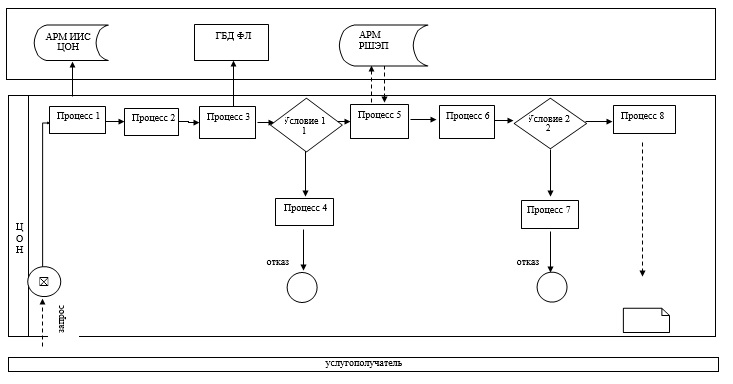 АРМ ИИС
ЦОН
ГБД ФЛ
АРМ
РШЭП
Процесс 1
Процесс 2
Процесс 3
Условие 1
1
Процесс 5
Процесс 6
Условие 2
2
Процесс 8
Процесс 4
Процесс 7
Ц
О
Н
отказ
отказ
запрос
услугополучатель